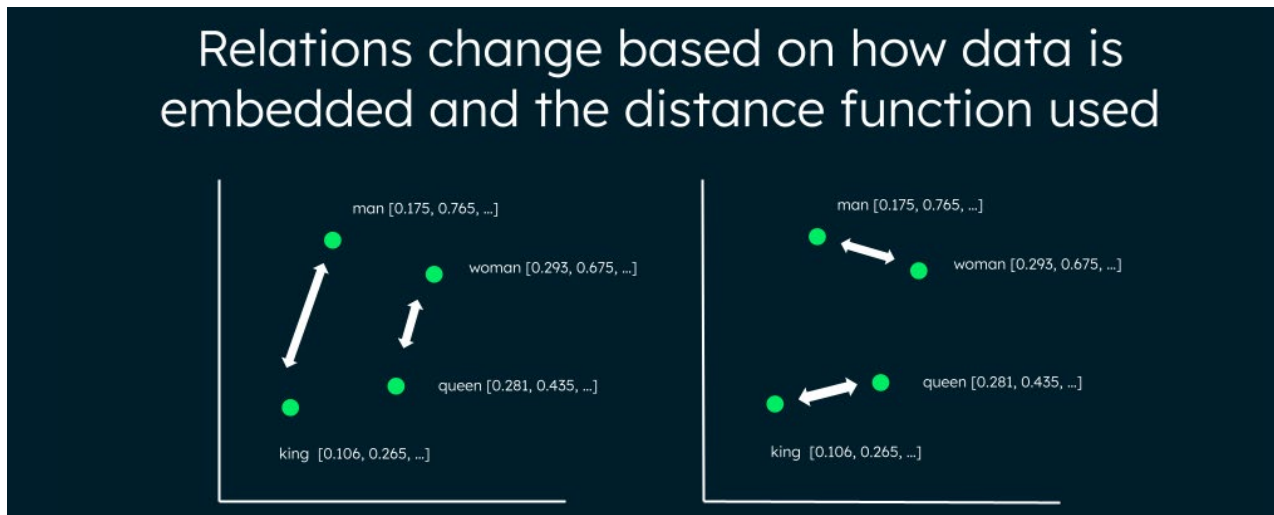 Relations change based on how data is
embedded and the distance function used
man [0.175, 0.765, ...]
woman [0.293, 0.675, ...]
queen [0.281, 0.435, ...]
king [0.106, 0.265, ...]
man [0.175, 0.765, ...]
woman [0.293, 0.675, ...]
queen [0.281, 0.435, ...]
king [0.106, 0.265, ...]